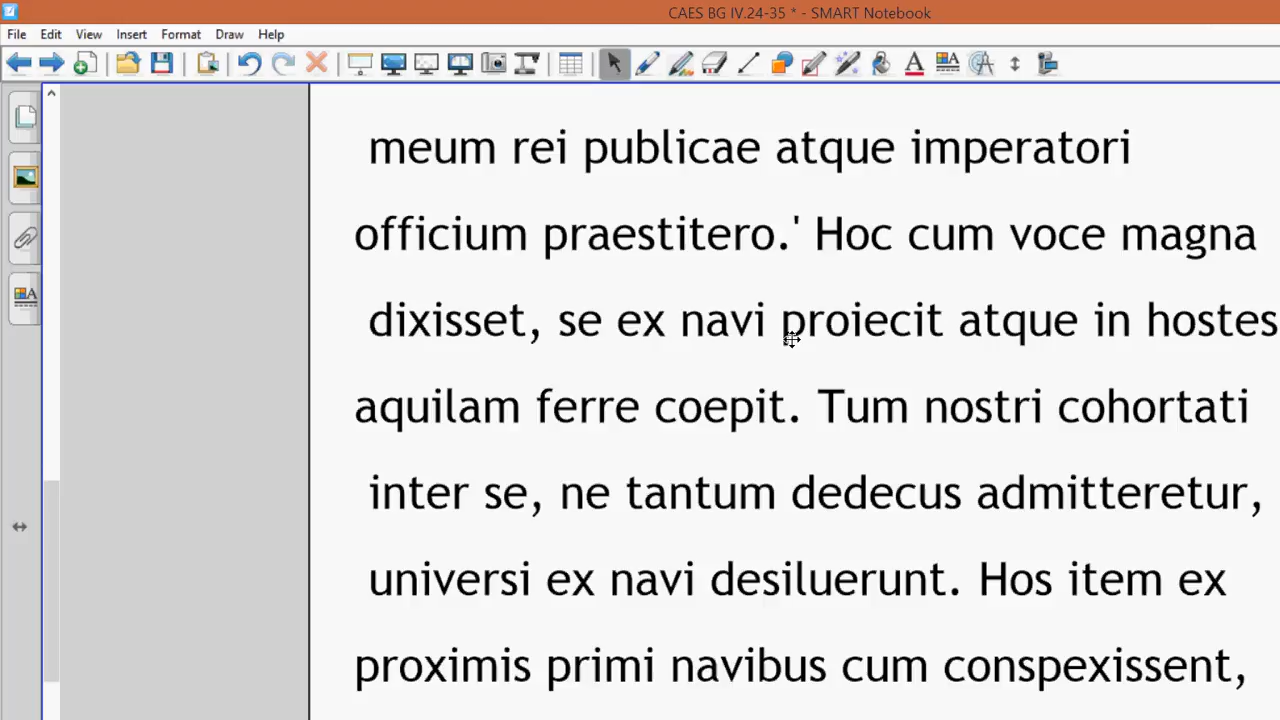 CAES BG IV.24-35 * - SMART Notebook
File Edit View Insert Format Draw Help
meum rei publicae atque imperatori
officium praestitero.' Hoc cum voce magna
dixisset, se ex navi proiecit atque in hostes
aquilam ferre coepit. Tum nostri cohortati
inter se, ne tantum dedecus admitteretur,
universi ex navi desiluerunt. Hos item ex
proximis primi navibus cum conspexissent,